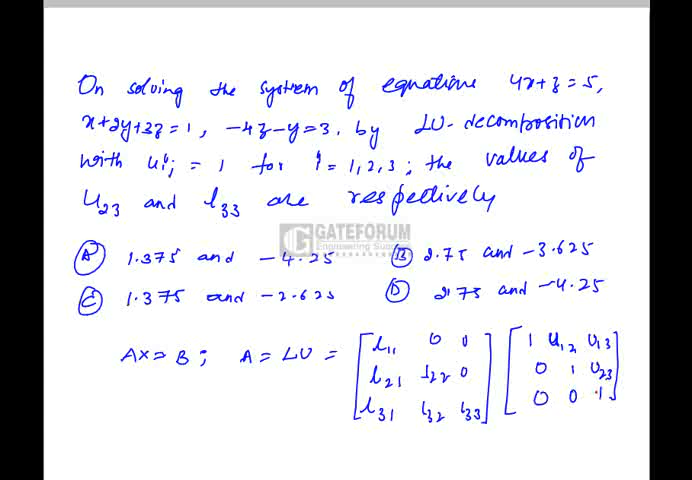 On solving the system of equations 4x+z=5,
x+2y+3z=1, -4z-y=3. by LU-decomposition
with uii = 1 for i=1,2,3; the values of
U23 and l33 are respectively
GATEFORUM
Engineering Success
(A) 1.375 and -4.25 (B) 2.75 and -3.625
(C) 1.375 and -2.625 (D) 2.75 and -4.25
AX=B; A=LU= [l11 0 0] [1 U12 U13]
[l21 l22 0] [0 1 U23]
[l31 l32 l33] [0 0 1]